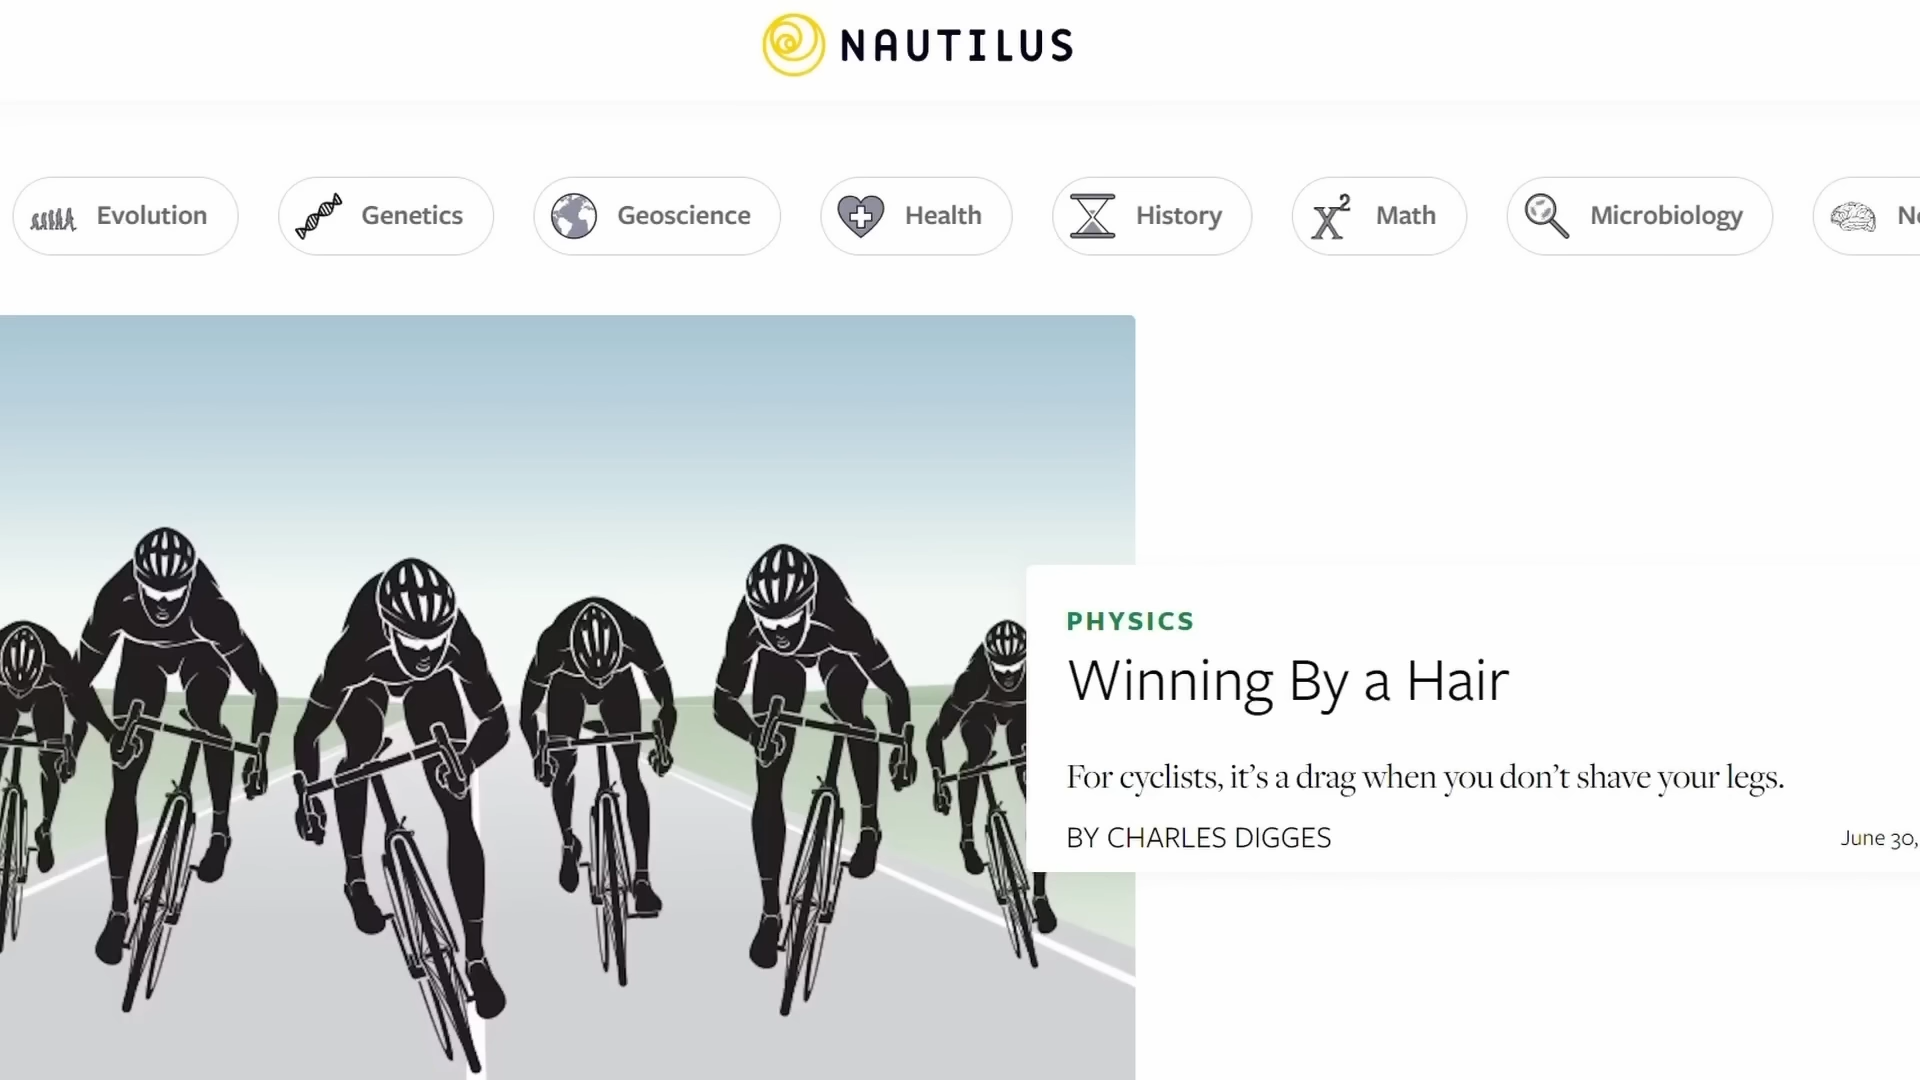 NAUTILUS
Evolution Genetics Geoscience Health History Math Microbiology
PHYSICS
Winning By a Hair
For cyclists, it's a drag when you don't shave your legs.
BY CHARLES DIGGES
June 30,